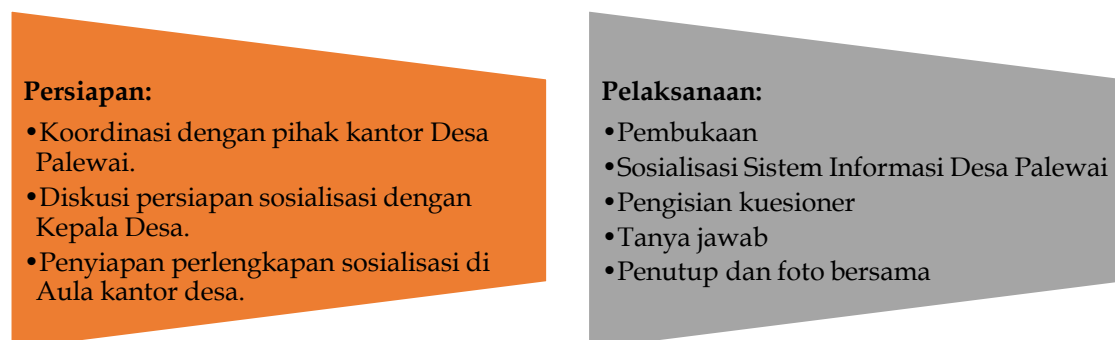 Persiapan:
•Koordinasi dengan pihak kantor Desa
Palewai.
•Diskusi persiapan sosialisasi dengan
Kepala Desa.
•Penyiapan perlengkapan sosialisasi di
Aula kantor desa.
Pelaksanaan:
•Pembukaan
•Sosialisasi Sistem Informasi Desa Palewai
•Pengisian kuesioner
•Tanya jawab
•Penutup dan foto bersama